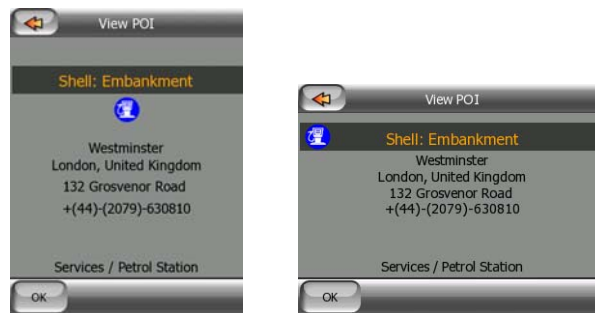 View POI
Shell: Embankment
Westminster
London, United Kingdom
132 Grosvenor Road
+(44)-(2079)-630810
Services / Petrol Station
OK
View POI
Shell: Embankment
Westminster
London, United Kingdom
132 Grosvenor Road
+(44)-(2079)-630810
Services / Petrol Station
OK